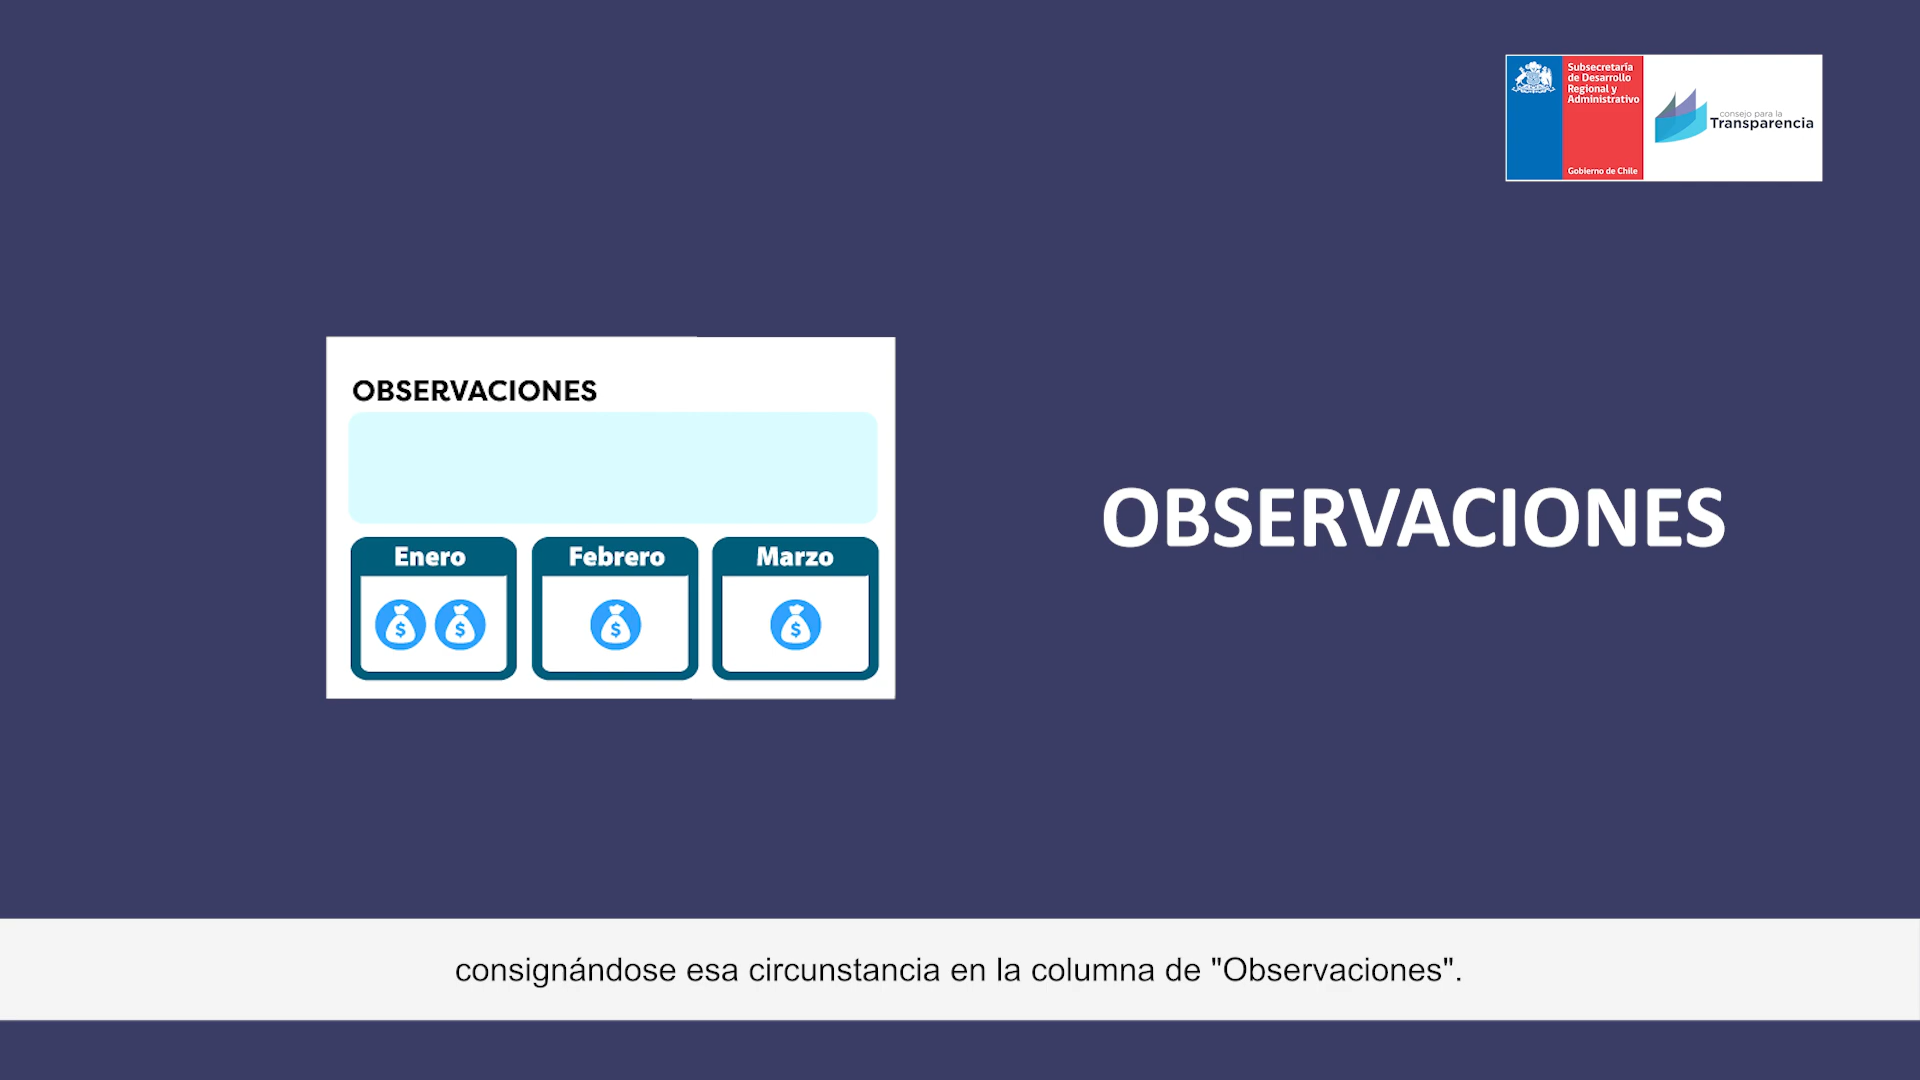 Subsecretaría
de Desarrollo
Regional y
Administrativo
Gobierno de Chile
consejo para la
Transparencia
OBSERVACIONES
Enero
Febrero
Marzo
$
$
$
$
OBSERVACIONES
consignándose esa circunstancia en la columna de "Observaciones".